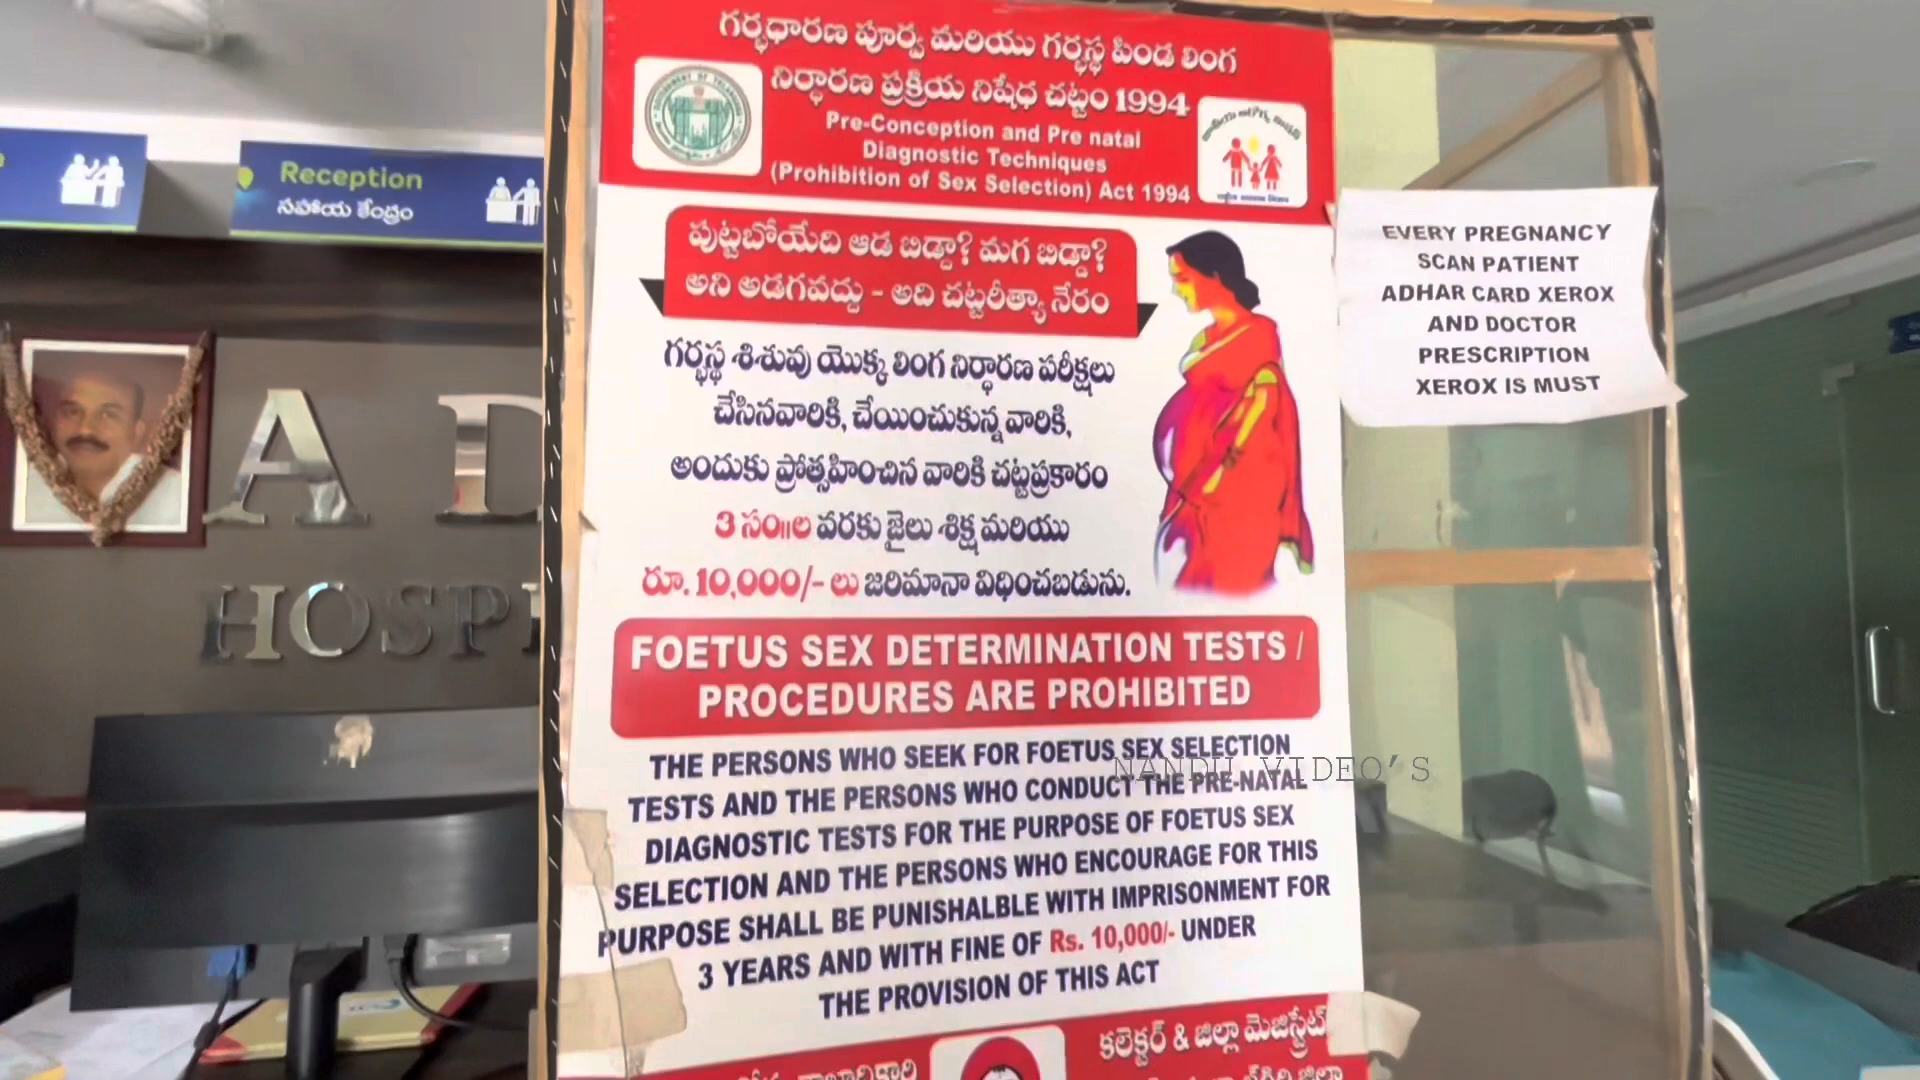 Reception
సహాయ కేంద్రం
A D
HOSP
గర్భధారణ పూర్వ మరియు గర్భస్థ పిండ లింగ
నిర్ధారణ ప్రక్రియ నిషేధ చట్టం 1994
Pre-Conception and Pre natal
Diagnostic Techniques
(Prohibition of Sex Selection) Act 1994
పుట్టబోయేది ఆడ బిడ్డా? మగ బిడ్డా?
అని అడగవద్దు - అది చట్టరీత్యా నేరం
గర్భస్థ శిశువు యొక్క లింగ నిర్ధారణ పరీక్షలు
చేసినవారికి, చేయించుకున్న వారికి,
అందుకు ప్రోత్సహించిన వారికి చట్టప్రకారం
3 సం॥ల వరకు జైలు శిక్ష మరియు
రూ. 10,000/- లు జరిమానా విధించబడును.
FOETUS SEX DETERMINATION TESTS /
PROCEDURES ARE PROHIBITED
THE PERSONS WHO SEEK FOR FOETUS SEX SELECTION
TESTS AND THE PERSONS WHO CONDUCT THE PRE-NATAL
DIAGNOSTIC TESTS FOR THE PURPOSE OF FOETUS SEX
SELECTION AND THE PERSONS WHO ENCOURAGE FOR THIS
PURPOSE SHALL BE PUNISHALBLE WITH IMPRISONMENT FOR
3 YEARS AND WITH FINE OF Rs. 10,000/- UNDER
THE PROVISION OF THIS ACT
కలెక్టర్ & జిల్లా మెజిస్ట్రేట్
EVERY PREGNANCY
SCAN PATIENT
ADHAR CARD XEROX
AND DOCTOR
PRESCRIPTION
XEROX IS MUST
NANDU VIDEO'S